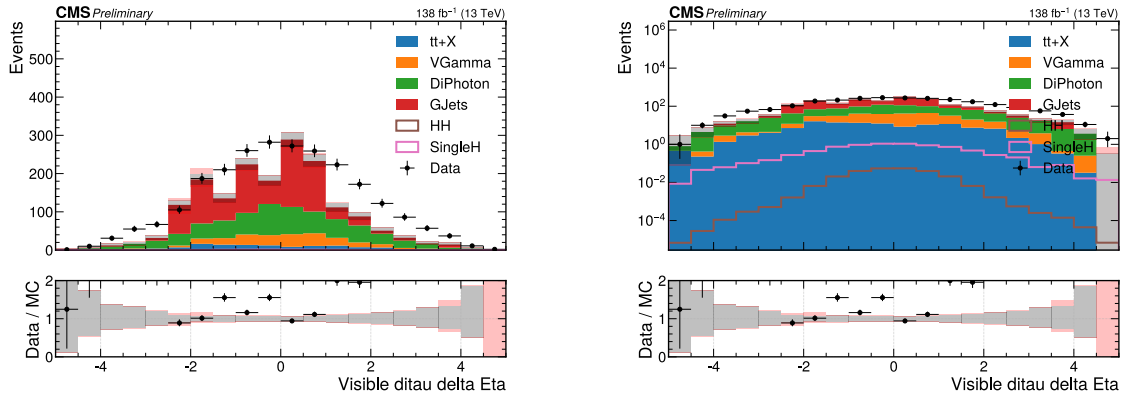 CMS Preliminary 138 fb⁻¹ (13 TeV)
Events
500
400
300
200
100
0
tt+X
VGamma
DiPhoton
GJets
HH
SingleH
Data
Data / MC
2
1
0
-4 -2 0 2 4
Visible ditau delta Eta
CMS Preliminary 138 fb⁻¹ (13 TeV)
Events
10⁶
10⁴
10²
10⁰
10⁻²
10⁻⁴
tt+X
VGamma
DiPhoton
GJets
HH
SingleH
Data
Data / MC
2
1
0
-4 -2 0 2 4
Visible ditau delta Eta